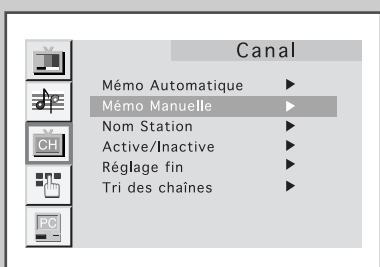 Canal
Mémo Automatique ▶
Mémo Manuelle ▶
Nom Station ▶
Active/Inactive ▶
CH
Réglage fin ▶
Tri des chaînes ▶
PC